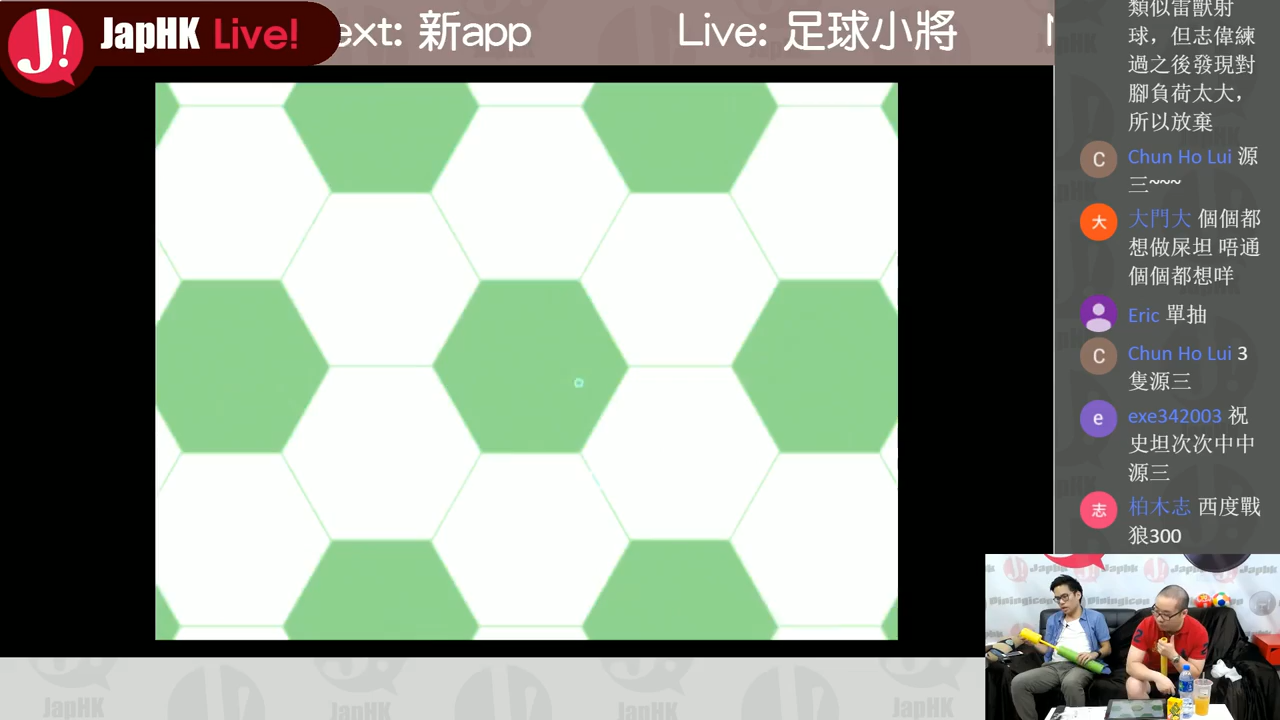 JapHK Live!
ext: 新app
Live: 足球小將
類似雷獸射
球，但志偉練
過之後發現對
腳負荷太大，
所以放棄
C
Chun Ho Lui 源
三~~~
大
大門大 個個都
想做屎坦 唔通
個個都想咩
Eric 單抽
C
Chun Ho Lui 3
隻源三
e
exe342003 祝
史坦次次中中
源三
志
柏木志 西度戰
狼300
JapHK
JapHK
JapHK
JapHK